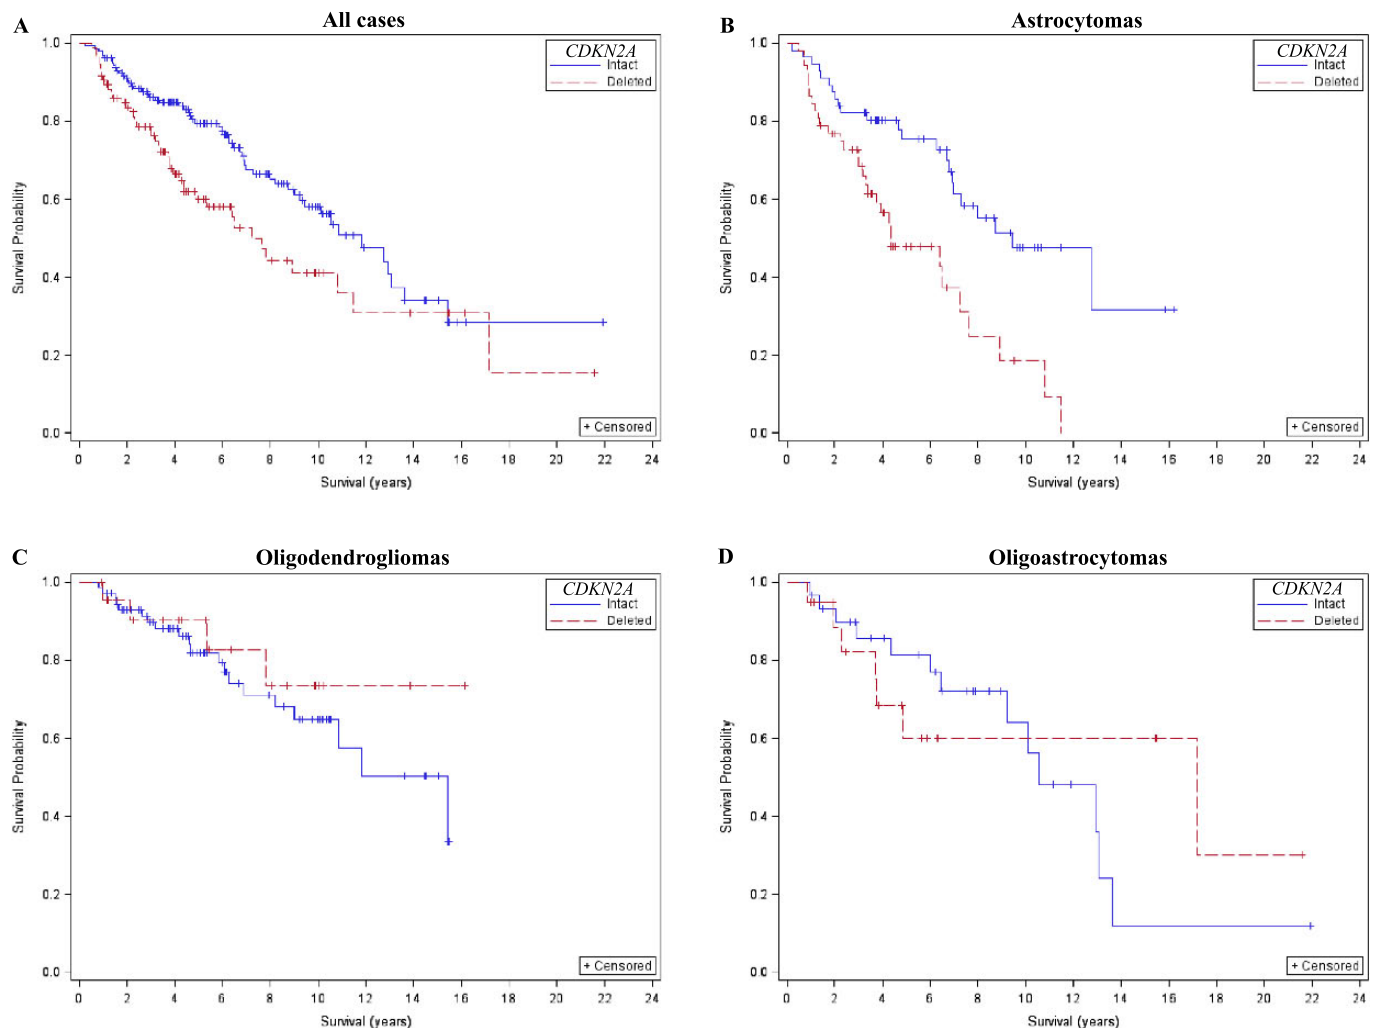 A
All cases
1.0
0.8
0.6
0.4
0.2
0.0
Survival Probability
CDKN2A
Intact
Deleted
+ Censored
0 2 4 6 8 10 12 14 16 18 20 22 24
Survival (years)
B
Astrocytomas
1.0
0.8
0.6
0.4
0.2
0.0
Survival Probability
CDKN2A
Intact
Deleted
+ Censored
0 2 4 6 8 10 12 14 16 18 20 22 24
Survival (years)
C
Oligodendrogliomas
1.0
0.8
0.6
0.4
0.2
0.0
Survival Probability
CDKN2A
Intact
Deleted
+ Censored
0 2 4 6 8 10 12 14 16 18 20 22 24
Survival (years)
D
Oligoastrocytomas
1.0
0.8
0.6
0.4
0.2
0.0
Survival Probability
CDKN2A
Intact
Deleted
+ Censored
0 2 4 6 8 10 12 14 16 18 20 22 24
Survival (years)